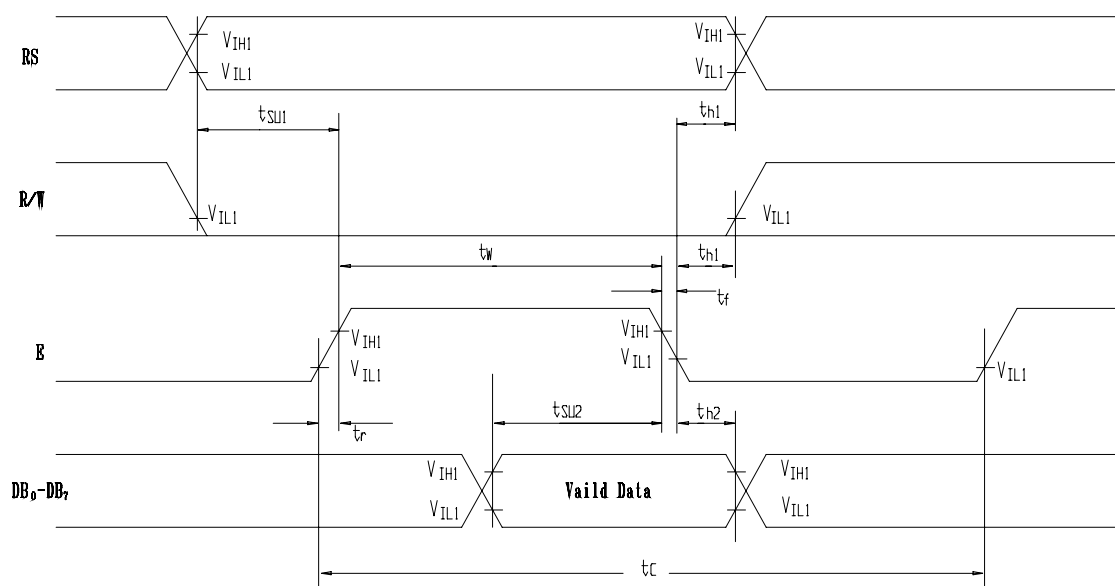 RS
VIH1
VIL1
VIH1
VIL1
tSU1
th1
R/W
VIL1
VIL1
tW
th1
tf
E
VIH1
VIL1
VIH1
VIL1
VIL1
tr
tSU2
th2
DB0-DB7
VIH1
VIL1
Vaild Data
VIH1
VIL1
tC